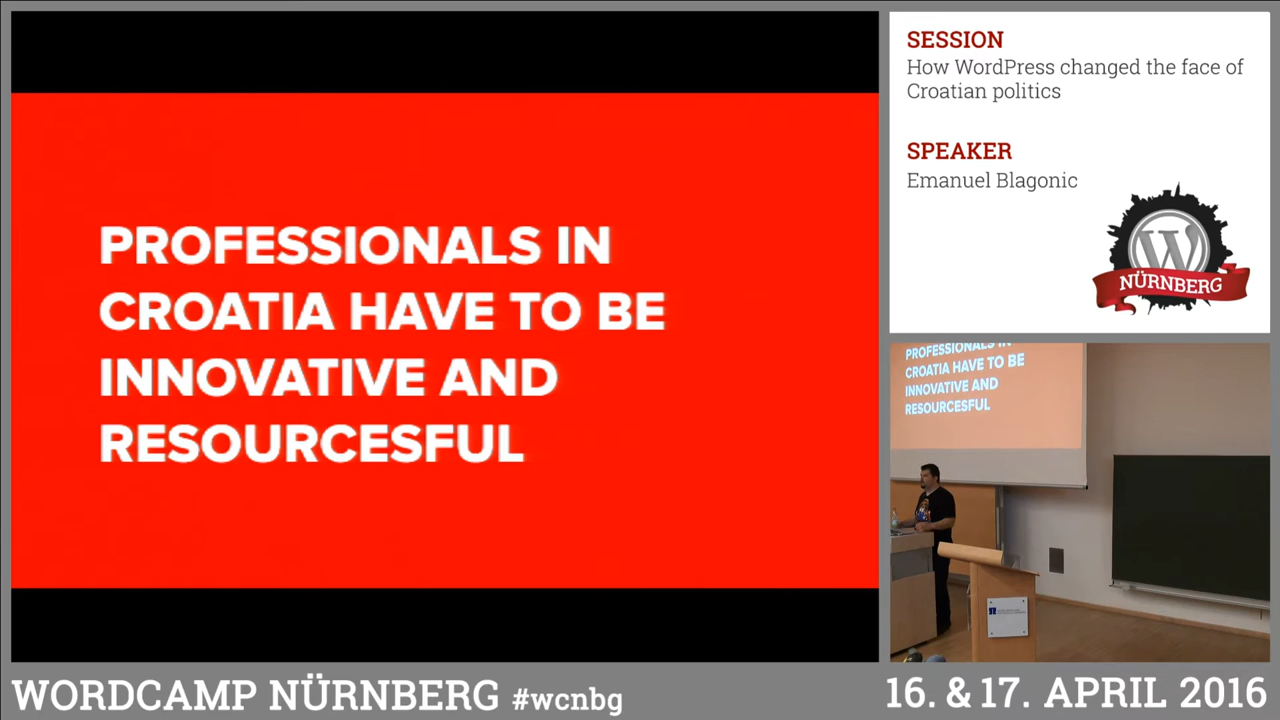 PROFESSIONALS IN
CROATIA HAVE TO BE
INNOVATIVE AND
RESOURCESFUL
SESSION
How WordPress changed the face of
Croatian politics
SPEAKER
Emanuel Blagonic
W
NÜRNBERG
PROFESSIONALS IN
CROATIA HAVE TO BE
INNOVATIVE AND
RESOURCESFUL
WORDCAMP NÜRNBERG #wcnbg
16. & 17. APRIL 2016